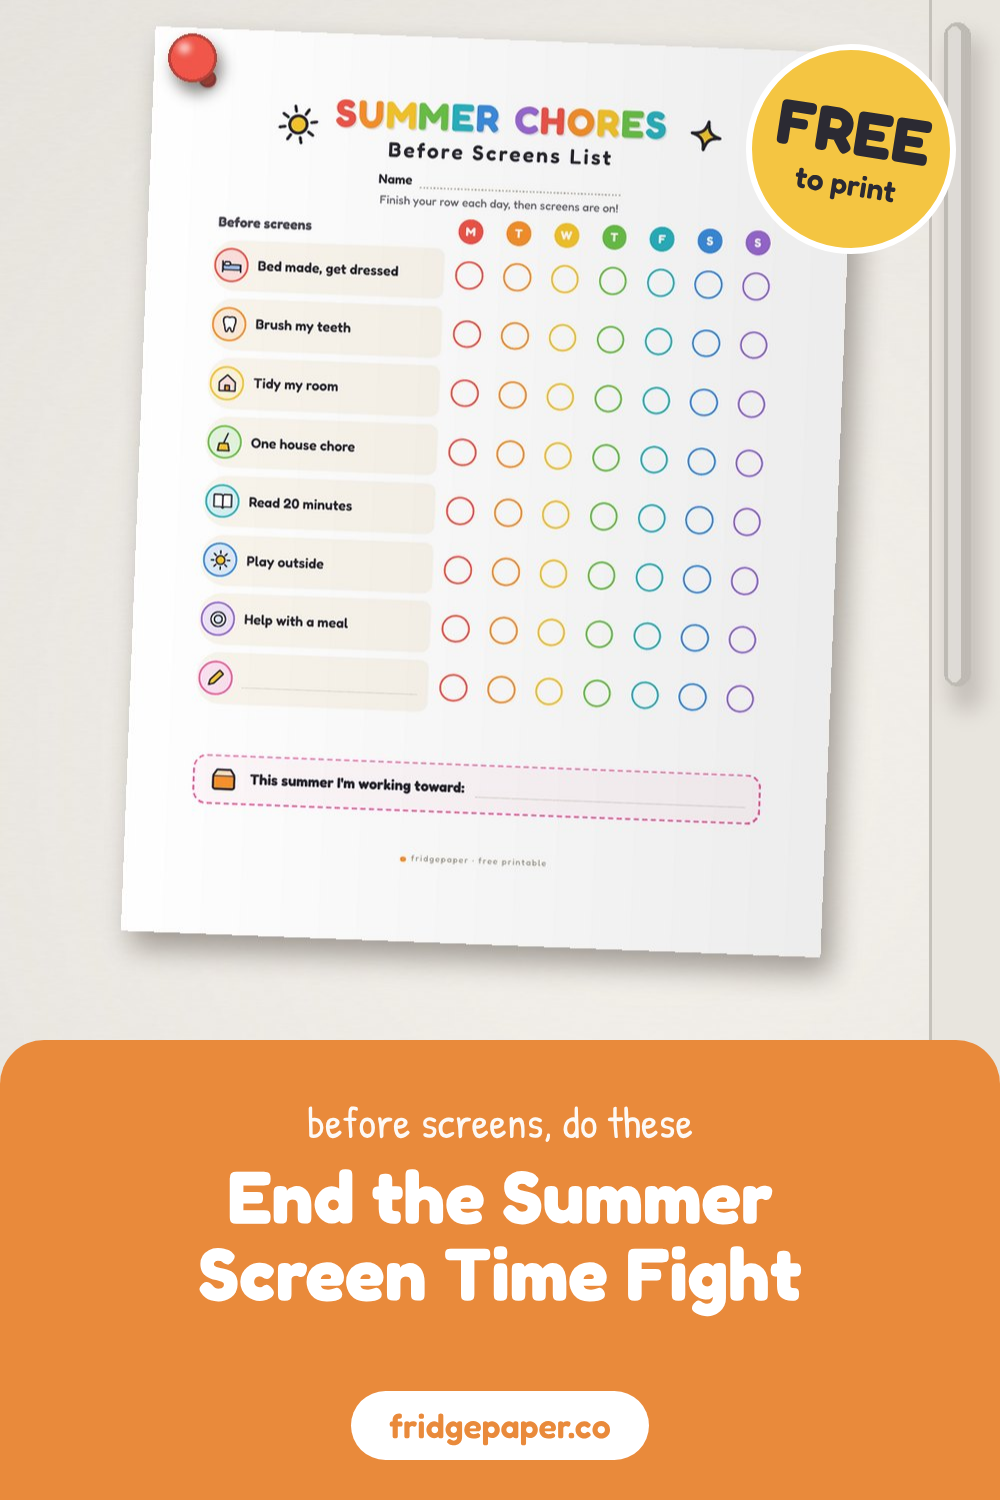 SUMMER CHORES
Before Screens List
FREE
to print
Name
Finish your row each day, then screens are on!
Before screens
M T W T F S S
Bed made, get dressed
Brush my teeth
Tidy my room
One house chore
Read 20 minutes
Play outside
Help with a meal
This summer I'm working toward:
fridgepaper · free printable
before screens, do these
End the Summer
Screen Time Fight
fridgepaper.co